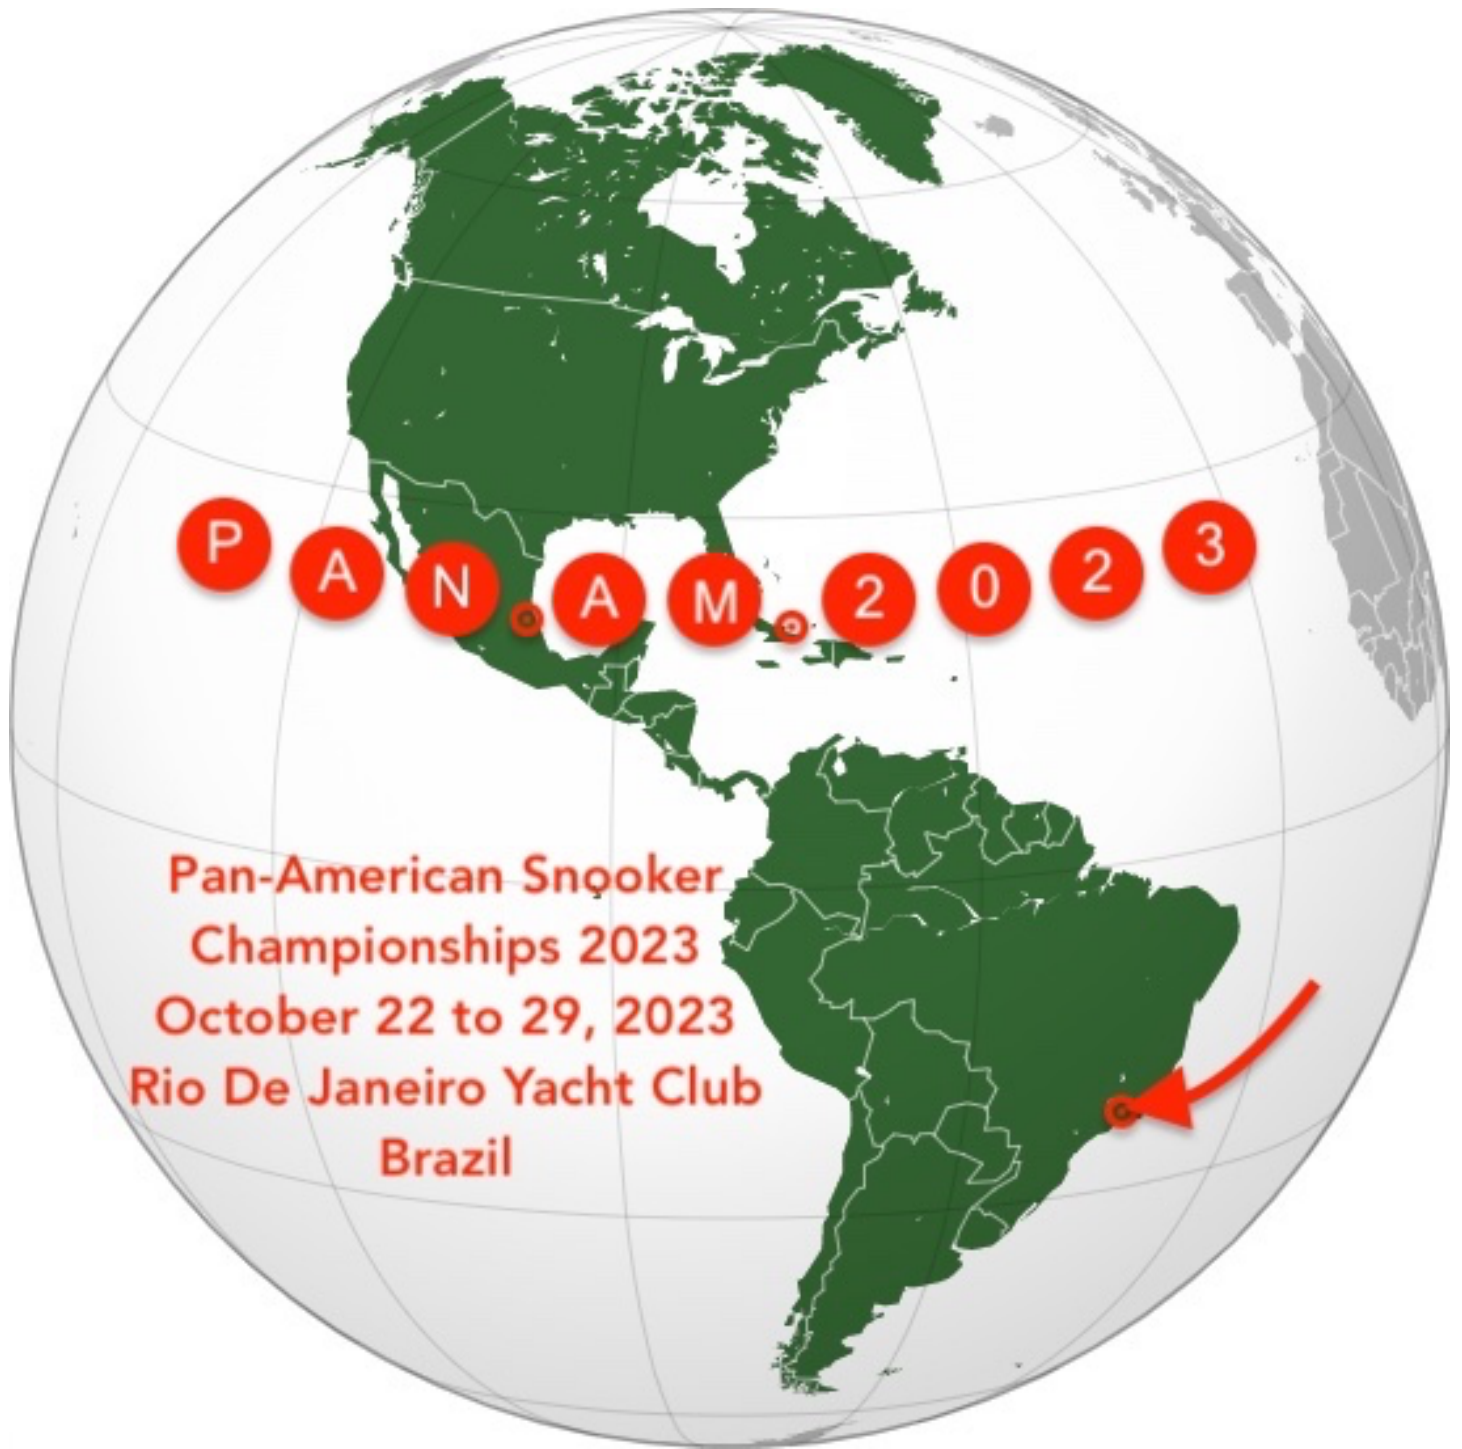 PAN AM 2023
Pan-American Snooker
Championships 2023
October 22 to 29, 2023
Rio De Janeiro Yacht Club
Brazil